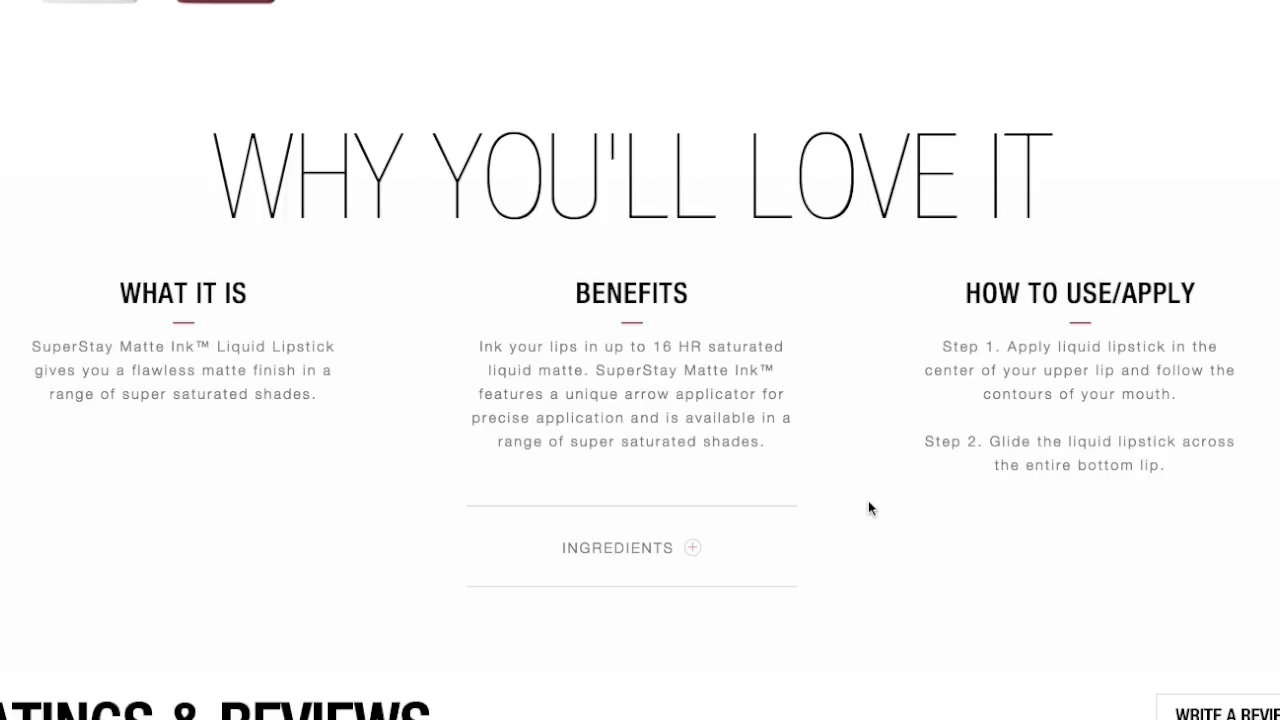 WHY YOU'LL LOVE IT
WHAT IT IS
SuperStay Matte Ink™ Liquid Lipstick
gives you a flawless matte finish in a
range of super saturated shades.
BENEFITS
Ink your lips in up to 16 HR saturated
liquid matte. SuperStay Matte Ink™
features a unique arrow applicator for
precise application and is available in a
range of super saturated shades.
INGREDIENTS
HOW TO USE/APPLY
Step 1. Apply liquid lipstick in the
center of your upper lip and follow the
contours of your mouth.
Step 2. Glide the liquid lipstick across
the entire bottom lip.
& REVIEWS
WRITE A